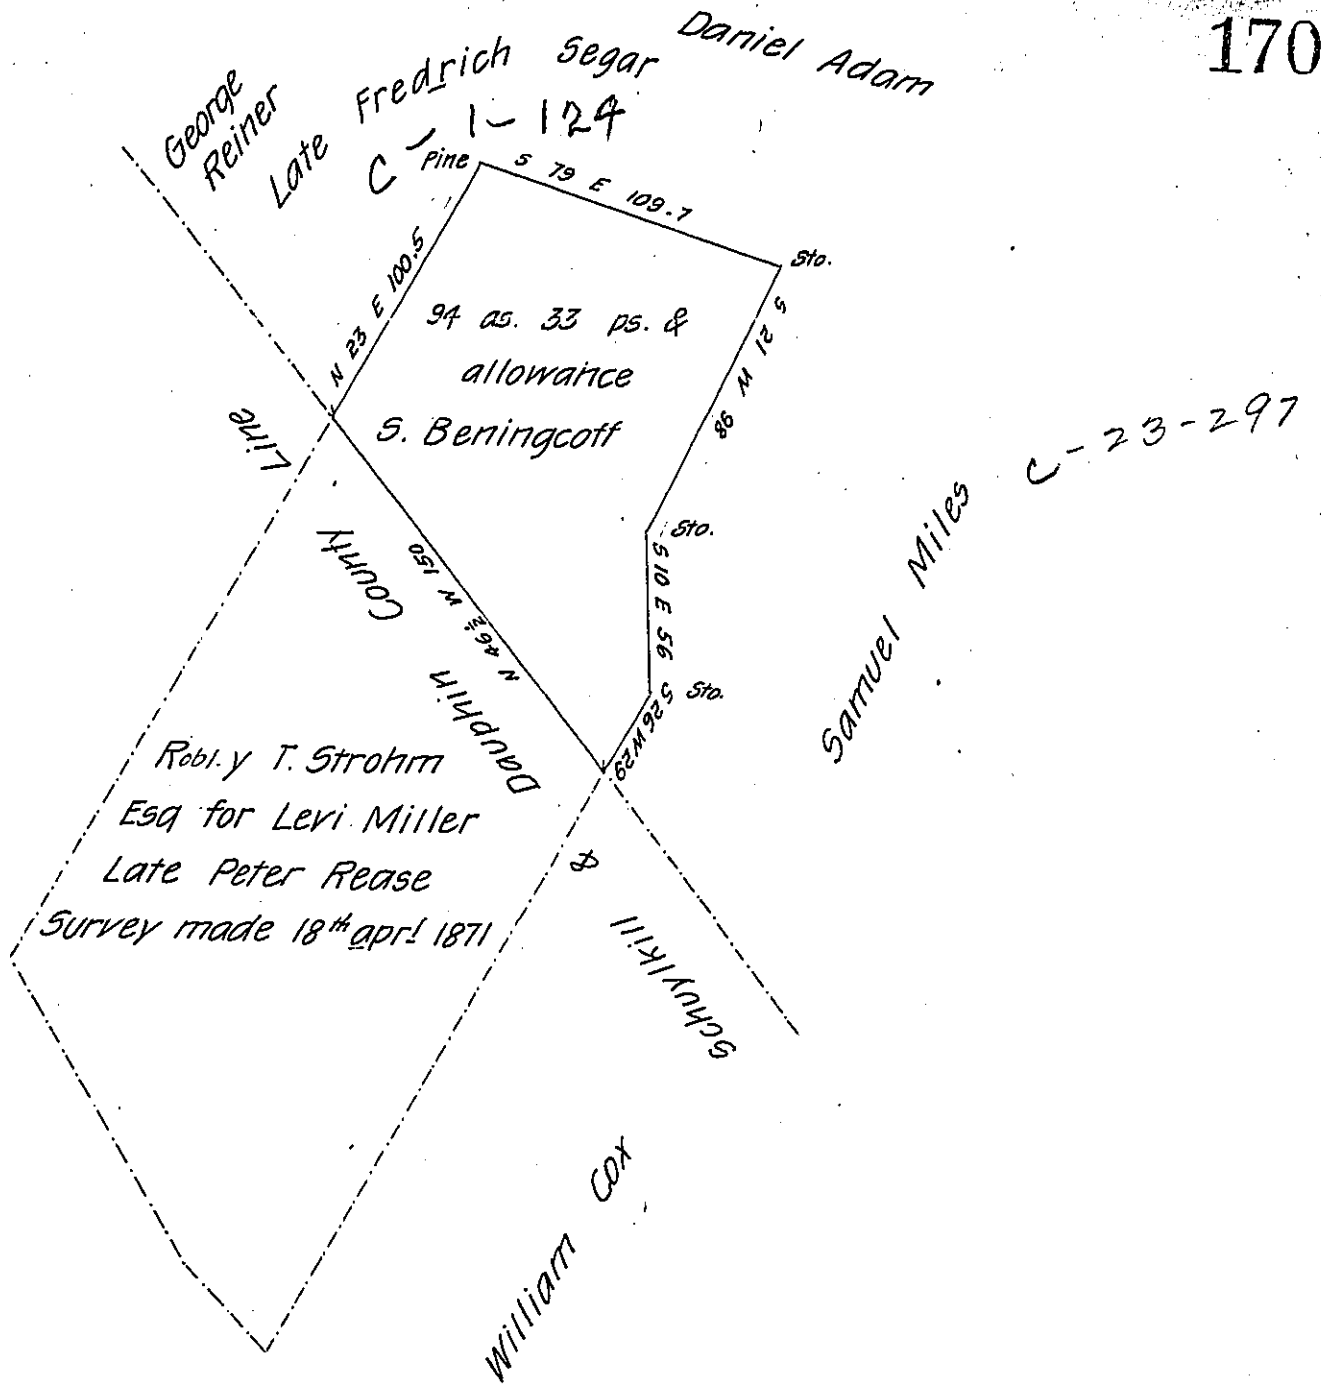 170
George
Reiner
Late Fredrich Segar
Daniel Adam
C-1-124
Pine
S 79 E 109.7
Sto.
N 23 E 100.5
94 as. 33 ps. &
allowance
S. Beningcoff
S 21 W 98
C-23-297
Sto.
S 10 E 56
Sto.
S 26 W 29
N 46½ W 150
Samuel Miles
Schuylkill & Dauphin County Line
T. Strohm
Esq for Levi Miller
Late Peter Rease
Survey made 18th aprl 1871
William Cox